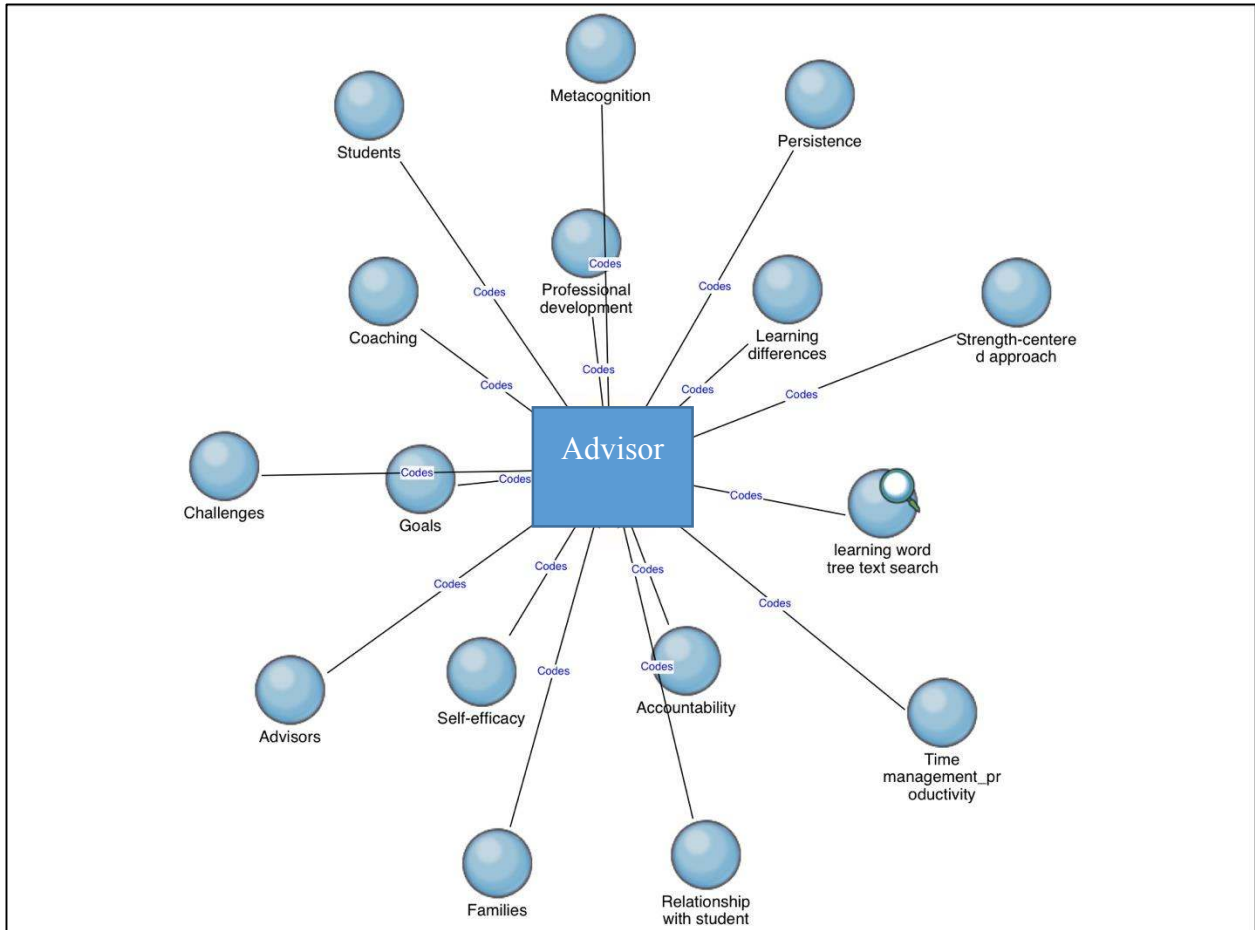 Metacognition
Students
Persistence
Codes
Professional
development
Codes
Codes
Coaching
Learning
differences
Strength-centere
d approach
Codes
Codes
Codes
Codes
Codes
Advisor
Challenges
Codes
Goals
Codes
Codes
learning word
tree text search
Codes
Codes
Codes
Codes
Codes
Codes
Advisors
Self-efficacy
Accountability
Time
management_pr
oductivity
Families
Relationship
with student